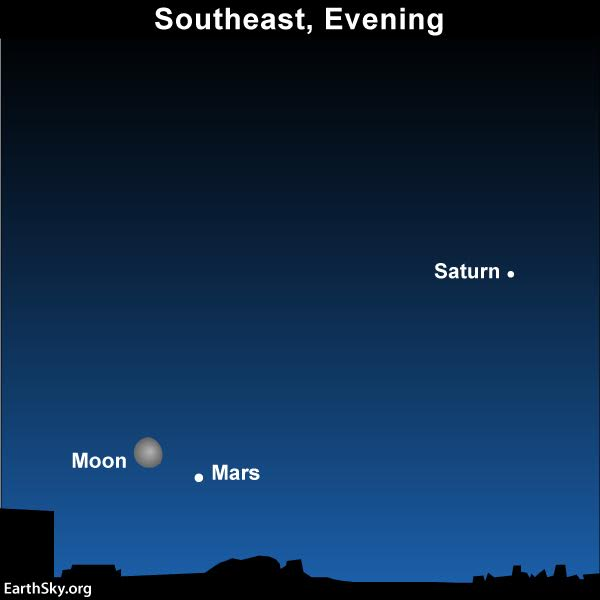 Southeast, Evening
Saturn
Moon
Mars
EarthSky.org